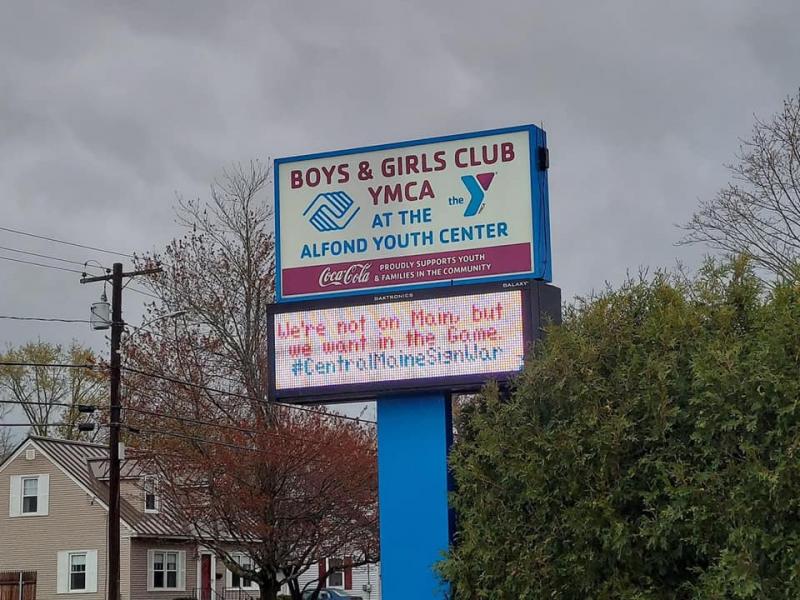 BOYS & GIRLS CLUB
YMCA
the
AT THE
ALFOND YOUTH CENTER
Coca-Cola PROUDLY SUPPORTS YOUTH
& FAMILIES IN THE COMMUNITY
DAKTRONICS GALAXY
We're not on Main, but
we want in the Game.
#CentralMaineSignWar